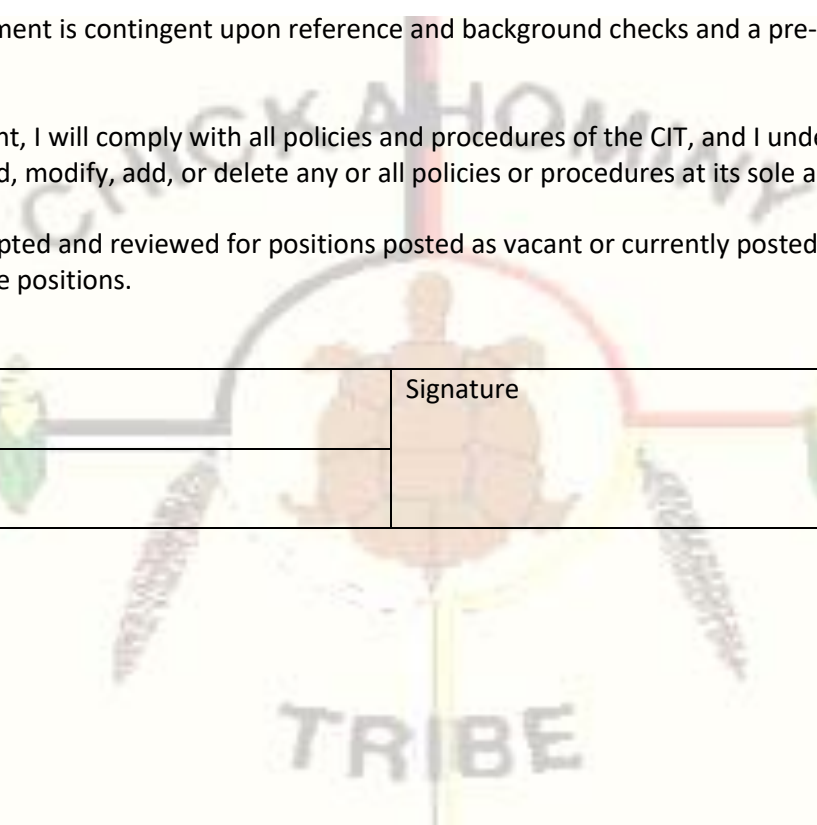 ment is contingent upon reference and background checks and a pre-
nt, I will comply with all policies and procedures of the CIT, and I unde
d, modify, add, or delete any or all policies or procedures at its sole a
pted and reviewed for positions posted as vacant or currently posted
e positions.
Signature
CHICKAHOMINY
TRIBE